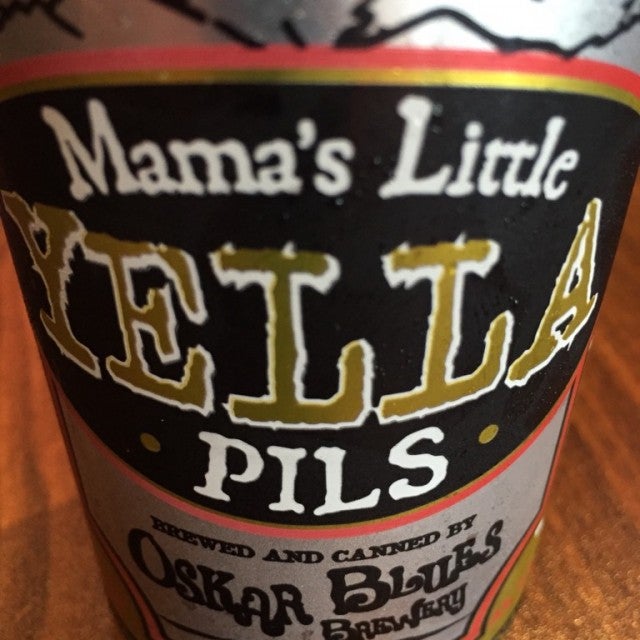 Mama's Little
YELLA
PILS
BREWED AND CANNED BY
OSKAR BLUES
BREWERY